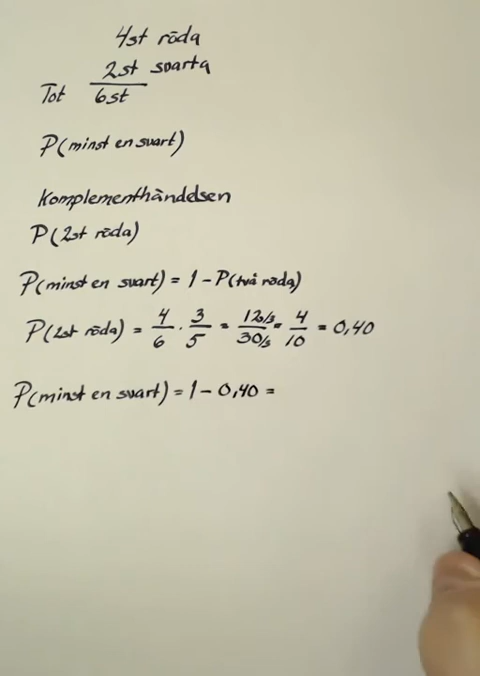 4st röda
2st svarta
Tot 6st
P(minst en svart)
Komplementhändelsen
P(2st röda)
P(minst en svart) = 1 - P(två röda)
P(2st röda) = 4/6 · 3/5 = 12/3 / 30/3 = 4/10 = 0,40
P(minst en svart) = 1 - 0,40 =